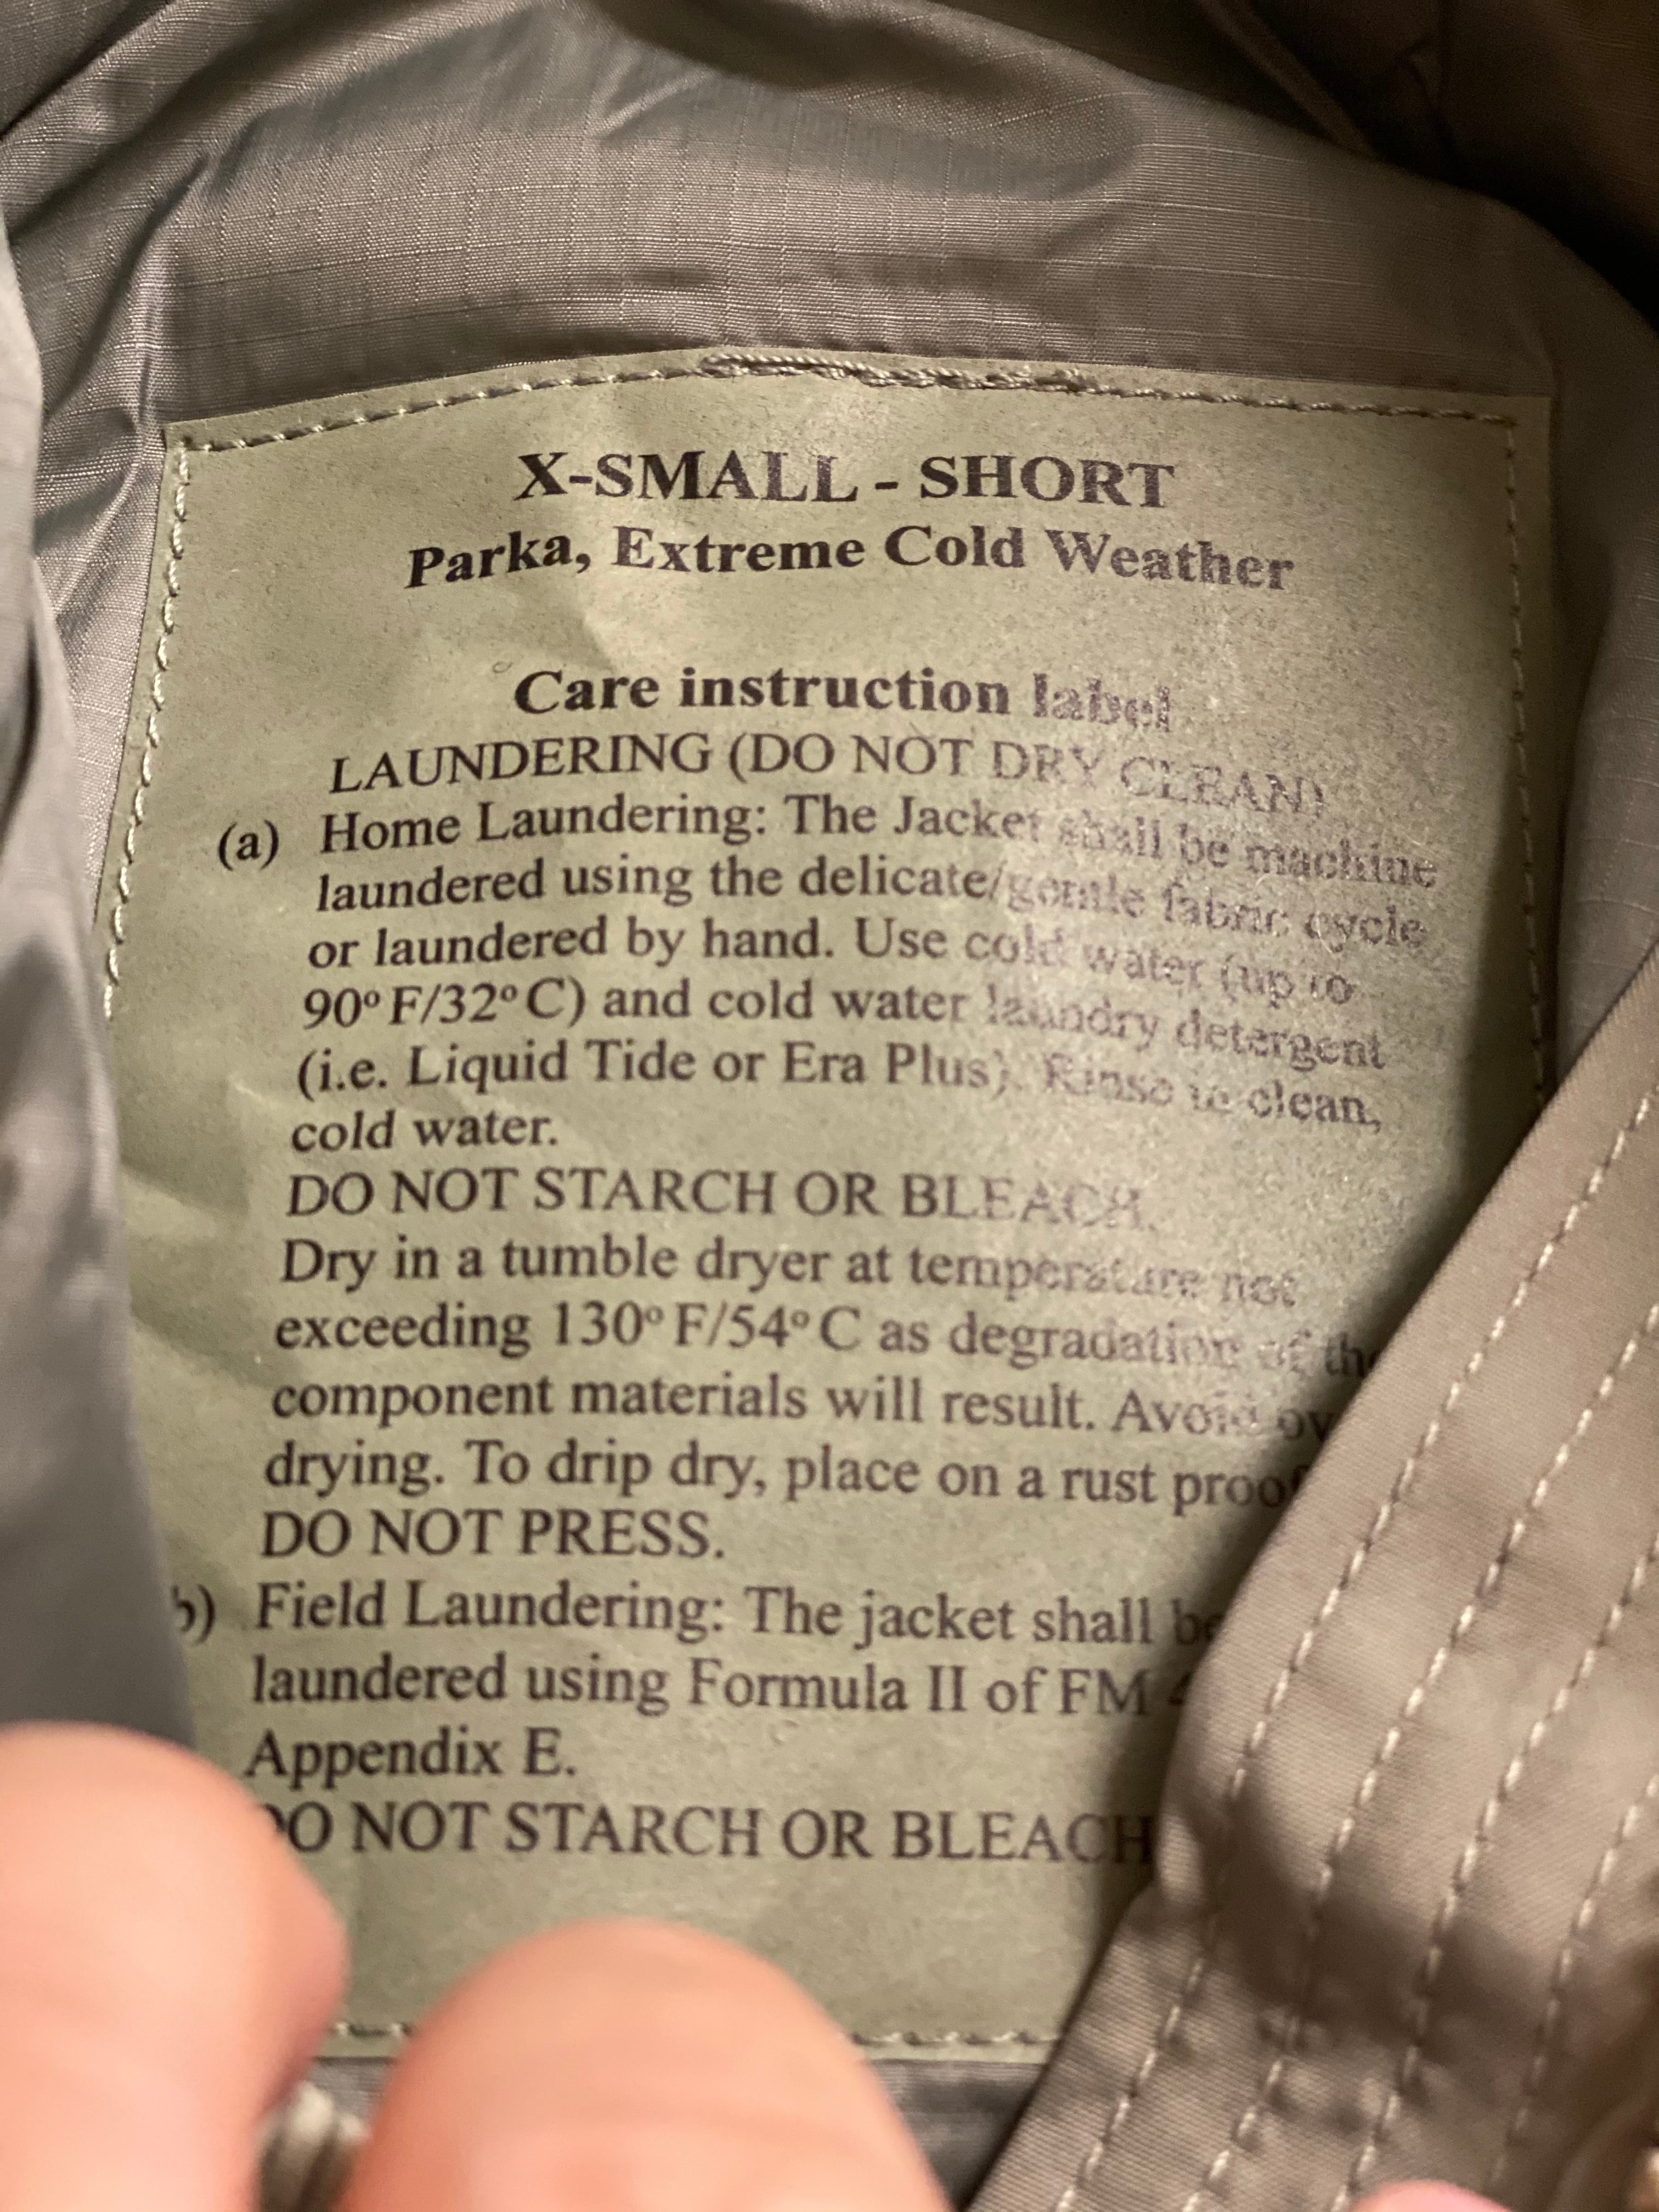 X-SMALL - SHORT
Parka, Extreme Cold Weather
Care instruction label
LAUNDERING (DO NOT DRY CLEAN)
(a) Home Laundering: The Jacket shall be machine
laundered using the delicate/gentle fabric cycle
or laundered by hand. Use cold water (up to
90° F/32° C) and cold water laundry detergent
(i.e. Liquid Tide or Era Plus). Rinse in clean,
cold water.
DO NOT STARCH OR BLEACH.
Dry in a tumble dryer at temperature not
exceeding 130° F/54° C as degradation of the
component materials will result. Avoid
drying. To drip dry, place on a rust proof
DO NOT PRESS.
b) Field Laundering: The jacket shall be
laundered using Formula II of FM
Appendix E.
DO NOT STARCH OR BLEACH